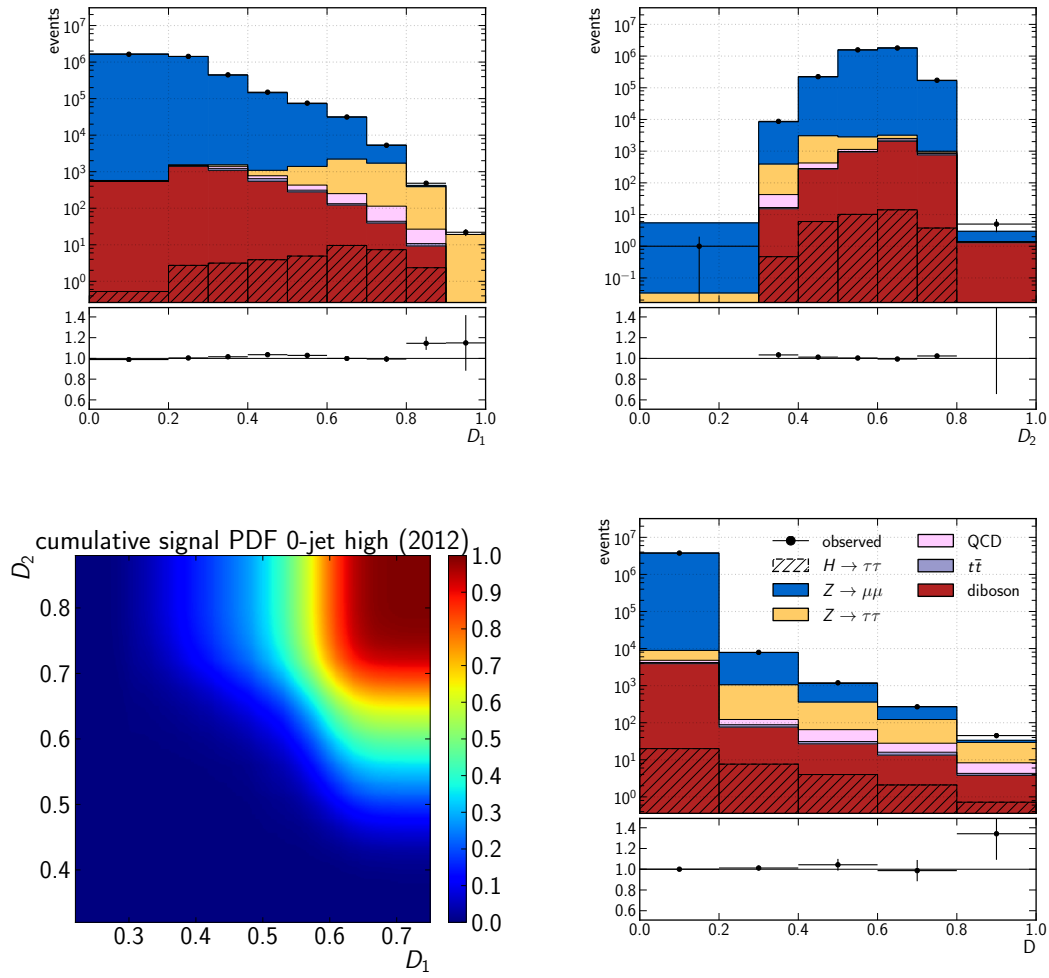 events
10^7
10^6
10^5
10^4
10^3
10^2
10^1
10^0
1.4
1.2
1.0
0.8
0.6
0.0 0.2 0.4 0.6 0.8 1.0
D_1
events
10^7
10^6
10^5
10^4
10^3
10^2
10^1
10^0
10^{-1}
1.4
1.2
1.0
0.8
0.6
0.0 0.2 0.4 0.6 0.8 1.0
D_2
cumulative signal PDF 0-jet high (2012)
D_2
0.8
0.7
0.6
0.5
0.4
0.3 0.4 0.5 0.6 0.7
D_1
1.0
0.9
0.8
0.7
0.6
0.5
0.4
0.3
0.2
0.1
0.0
events
10^7
10^6
10^5
10^4
10^3
10^2
10^1
10^0
observed
H → ττ
Z → μμ
Z → ττ
QCD
tt̄
diboson
1.4
1.2
1.0
0.8
0.6
0.0 0.2 0.4 0.6 0.8 1.0
D